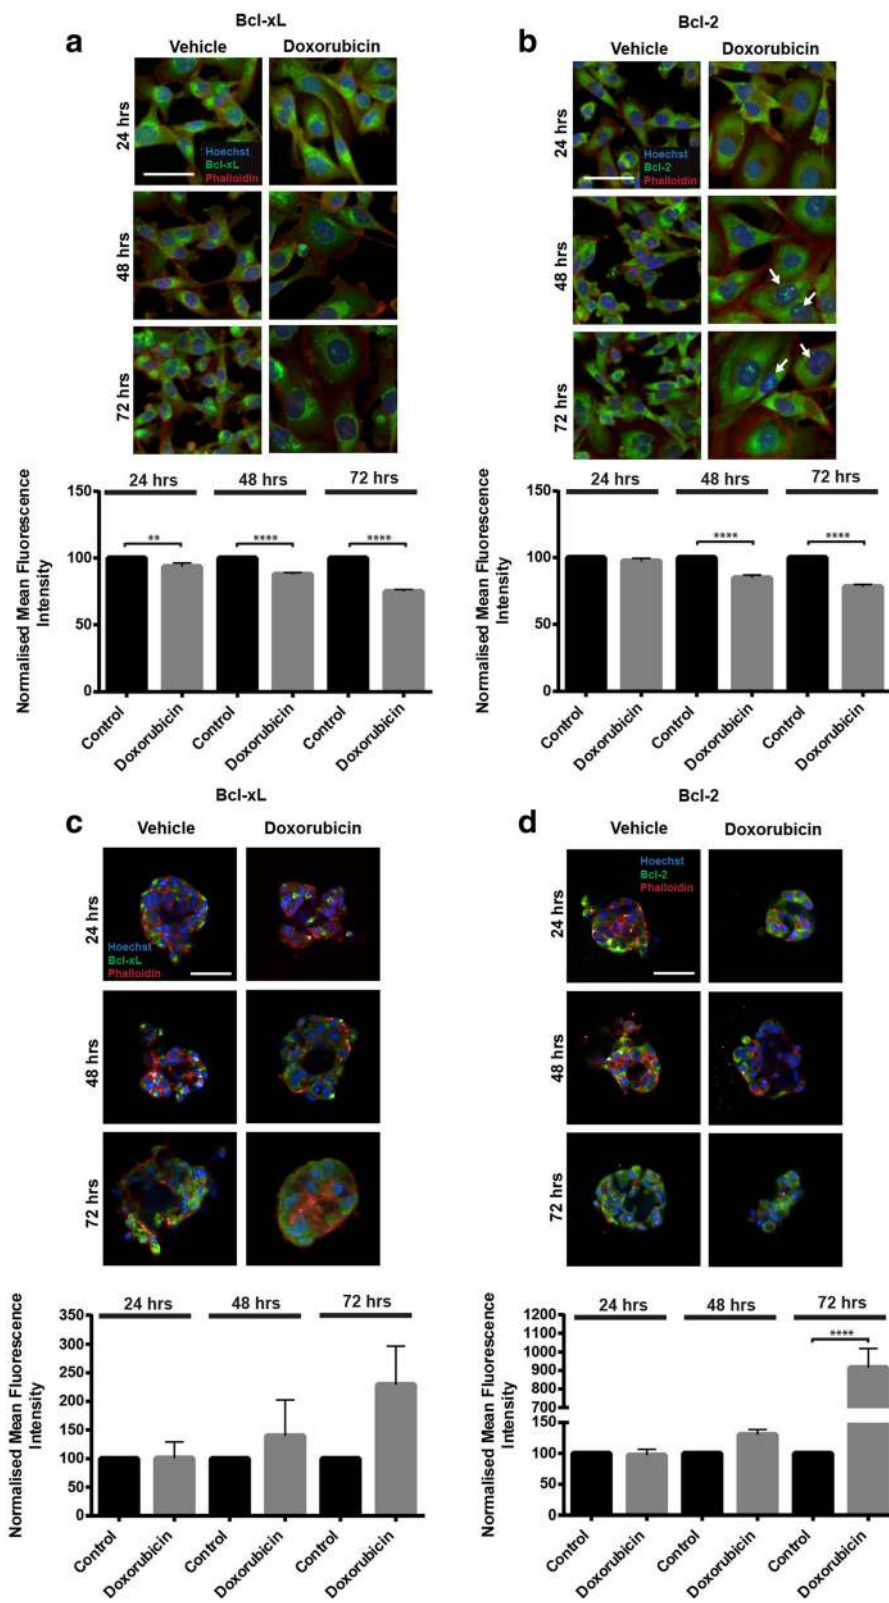 a
Bcl-xL
Vehicle Doxorubicin
24 hrs
Hoechst
Bcl-xL
Phalloidin
48 hrs
72 hrs
Normalised Mean Fluorescence
Intensity
24 hrs 48 hrs 72 hrs
150
100
50
0
** **** ****
Control Doxorubicin Control Doxorubicin Control Doxorubicin
b
Bcl-2
Vehicle Doxorubicin
24 hrs
Hoechst
Bcl-2
Phalloidin
48 hrs
72 hrs
Normalised Mean Fluorescence
Intensity
24 hrs 48 hrs 72 hrs
150
100
50
0
**** ****
Control Doxorubicin Control Doxorubicin Control Doxorubicin
c
Bcl-xL
Vehicle Doxorubicin
24 hrs
Hoechst
Bcl-xL
Phalloidin
48 hrs
72 hrs
Normalised Mean Fluorescence
Intensity
24 hrs 48 hrs 72 hrs
350
300
250
200
150
100
50
0
Control Doxorubicin Control Doxorubicin Control Doxorubicin
d
Bcl-2
Vehicle Doxorubicin
24 hrs
Hoechst
Bcl-2
Phalloidin
48 hrs
72 hrs
Normalised Mean Fluorescence
Intensity
24 hrs 48 hrs 72 hrs
1200
1100
1000
900
800
700
150
100
50
0
****
Control Doxorubicin Control Doxorubicin Control Doxorubicin